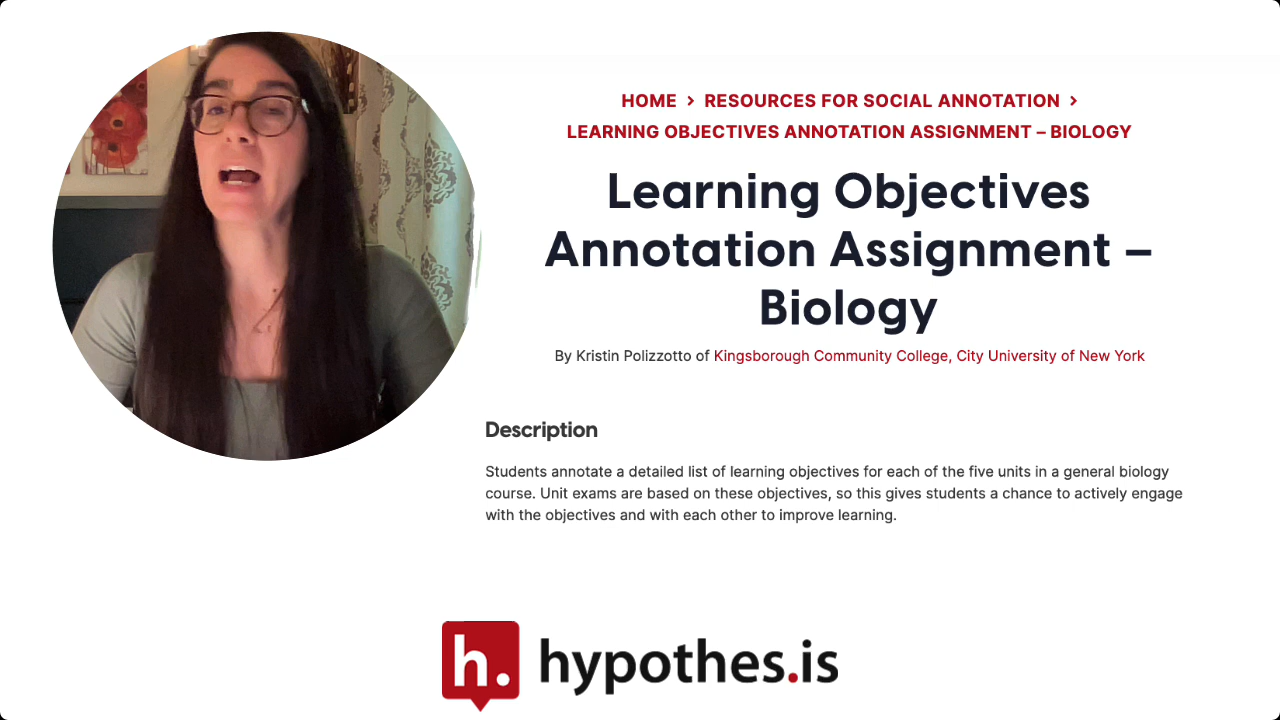 HOME > RESOURCES FOR SOCIAL ANNOTATION >
LEARNING OBJECTIVES ANNOTATION ASSIGNMENT – BIOLOGY
Learning Objectives
Annotation Assignment –
Biology
By Kristin Polizzotto of Kingsborough Community College, City University of New York
Description
Students annotate a detailed list of learning objectives for each of the five units in a general biology
course. Unit exams are based on these objectives, so this gives students a chance to actively engage
with the objectives and with each other to improve learning.
h. hypothes.is